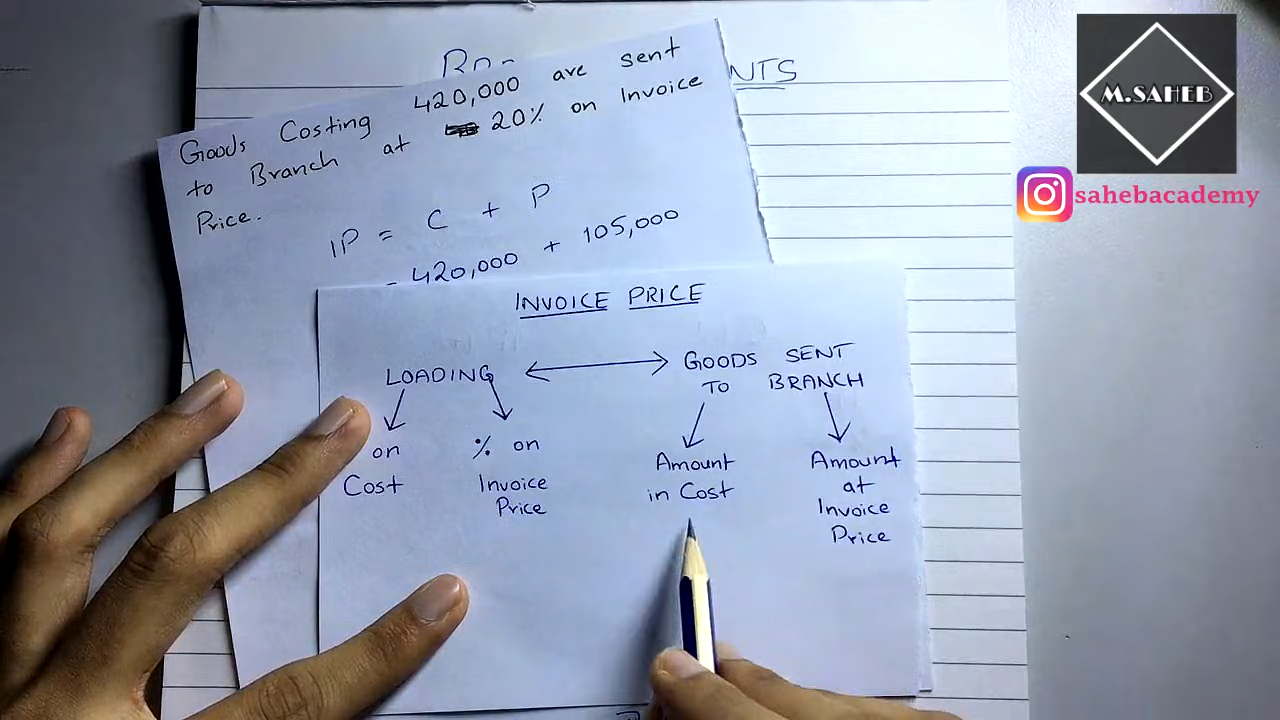 NTS
Goods Costing 420,000 are sent
to Branch at 20% on Invoice
Price.
IP = C + P
= 420,000 + 105,000
INVOICE PRICE
LOADING GOODS SENT
TO BRANCH
on
Cost
% on
Invoice
Price
Amount
in Cost
Amount
at
Invoice
Price
M.SAHEB
sahebacademy